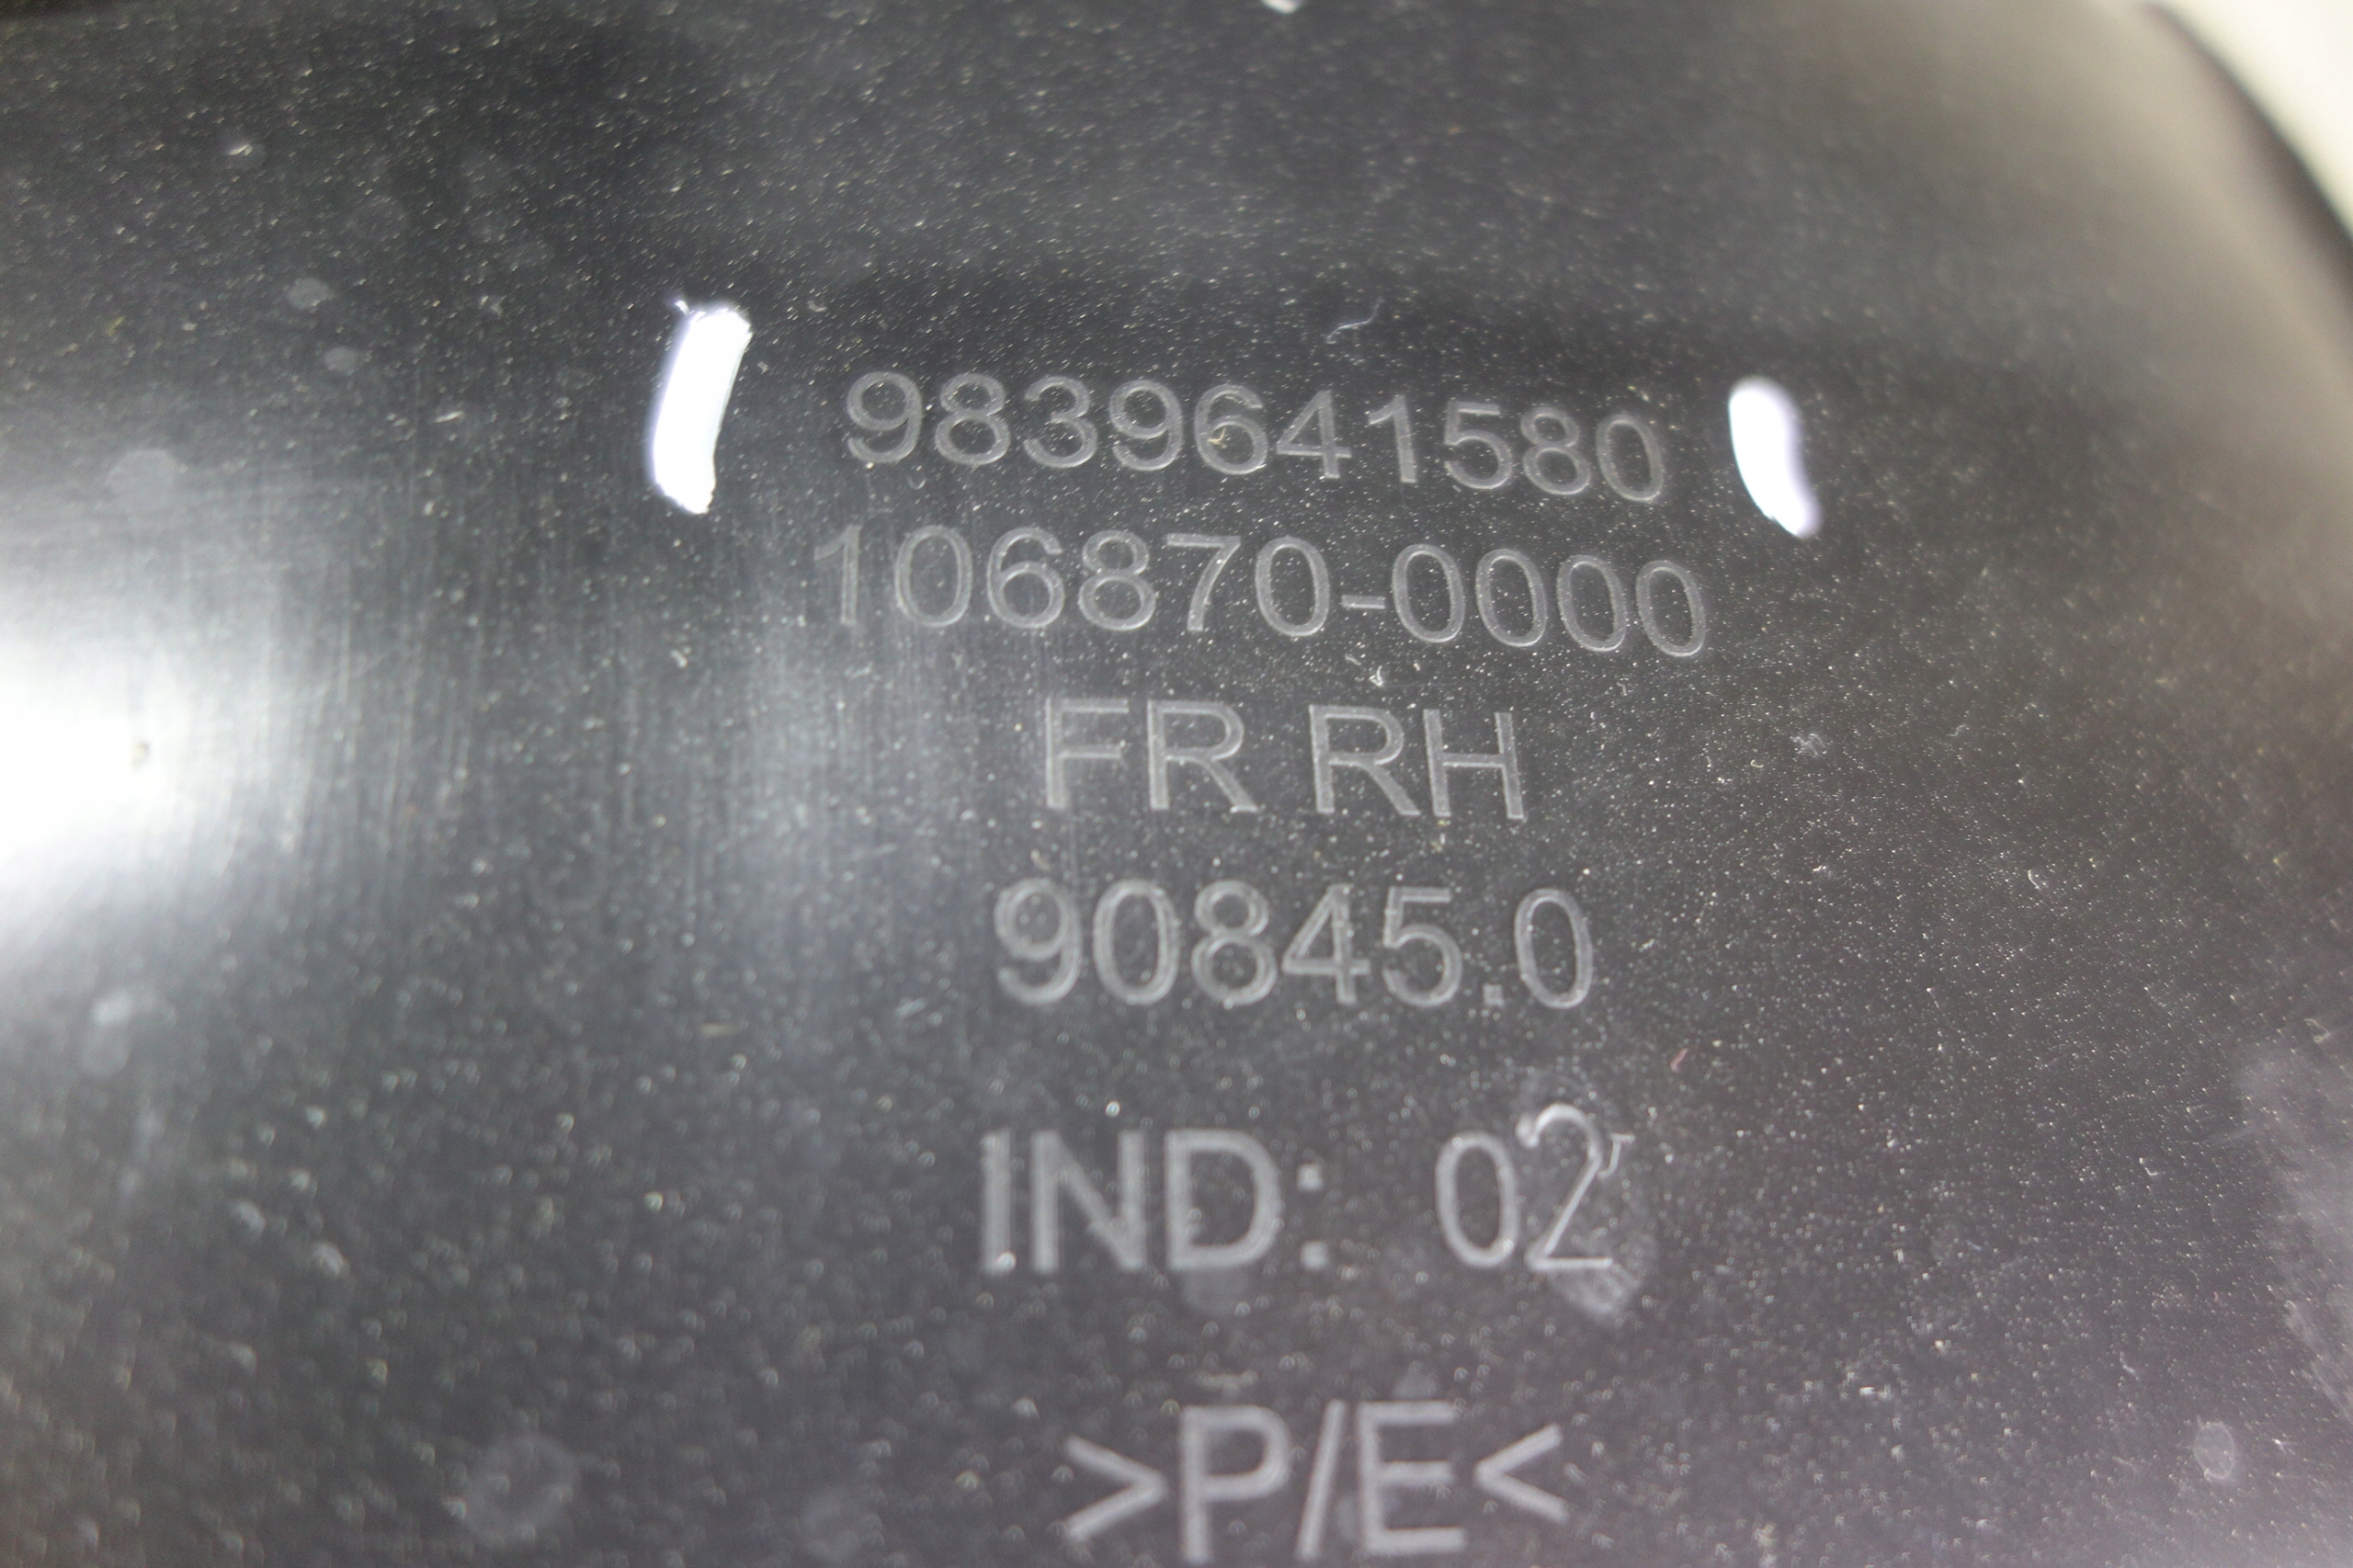 9839641580
106870-0000
FR RH
90845.0
IND: 02
>P/E<